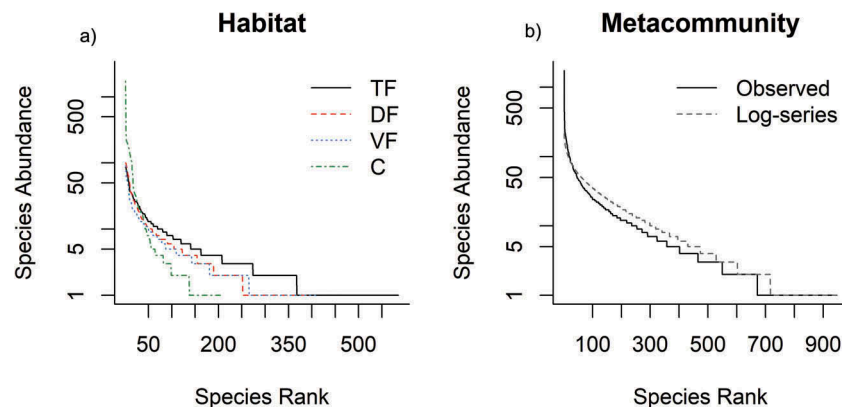 Habitat
a)
Species Abundance
500
50
5
1
TF
DF
VF
C
50 200 350 500
Species Rank
Metacommunity
b)
Species Abundance
500
50
5
1
Observed
Log-series
100 300 500 700 900
Species Rank